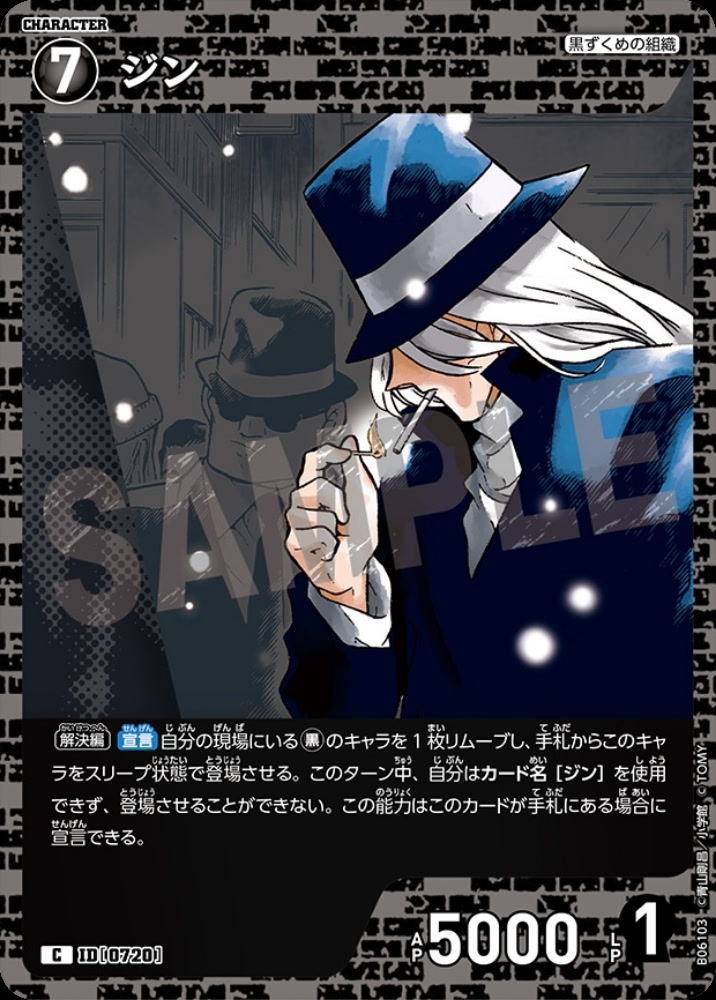 CHARACTER
黒ずくめの組織
7 ジン
SAMPLE
解決編 宣言 自分の現場にいる黒のキャラを1枚リムーブし、手札からこのキャ
ラをスリープ状態で登場させる。このターン中、自分はカード名［ジン］を使用
できず、登場させることができない。この能力はこのカードが手札にある場合に
宣言できる。
AP 5000 LP 1
C ID[0720]
B06103 ©青山剛昌／小学館 ©TOMY